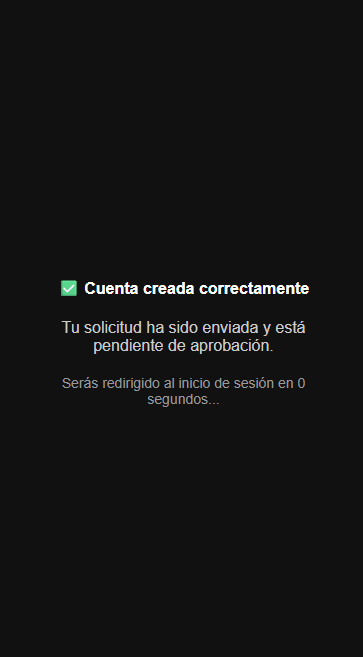 ✅ Cuenta creada correctamente
Tu solicitud ha sido enviada y está
pendiente de aprobación.
Serás redirigido al inicio de sesión en 0
segundos...